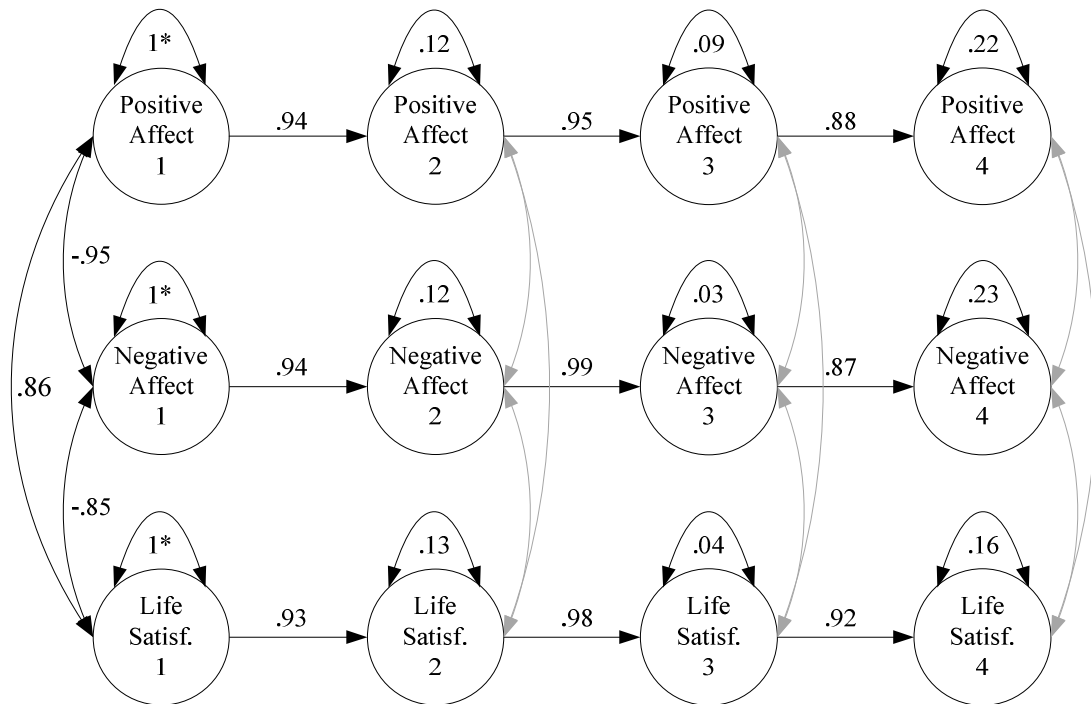 1*
.12
.09
.22
Positive
Affect
1
.94
Positive
Affect
2
.95
Positive
Affect
3
.88
Positive
Affect
4
-.95
1*
.12
.03
.23
Negative
Affect
1
.94
Negative
Affect
2
.99
Negative
Affect
3
.87
Negative
Affect
4
.86
-.85
1*
.13
.04
.16
Life
Satisf.
1
.93
Life
Satisf.
2
.98
Life
Satisf.
3
.92
Life
Satisf.
4